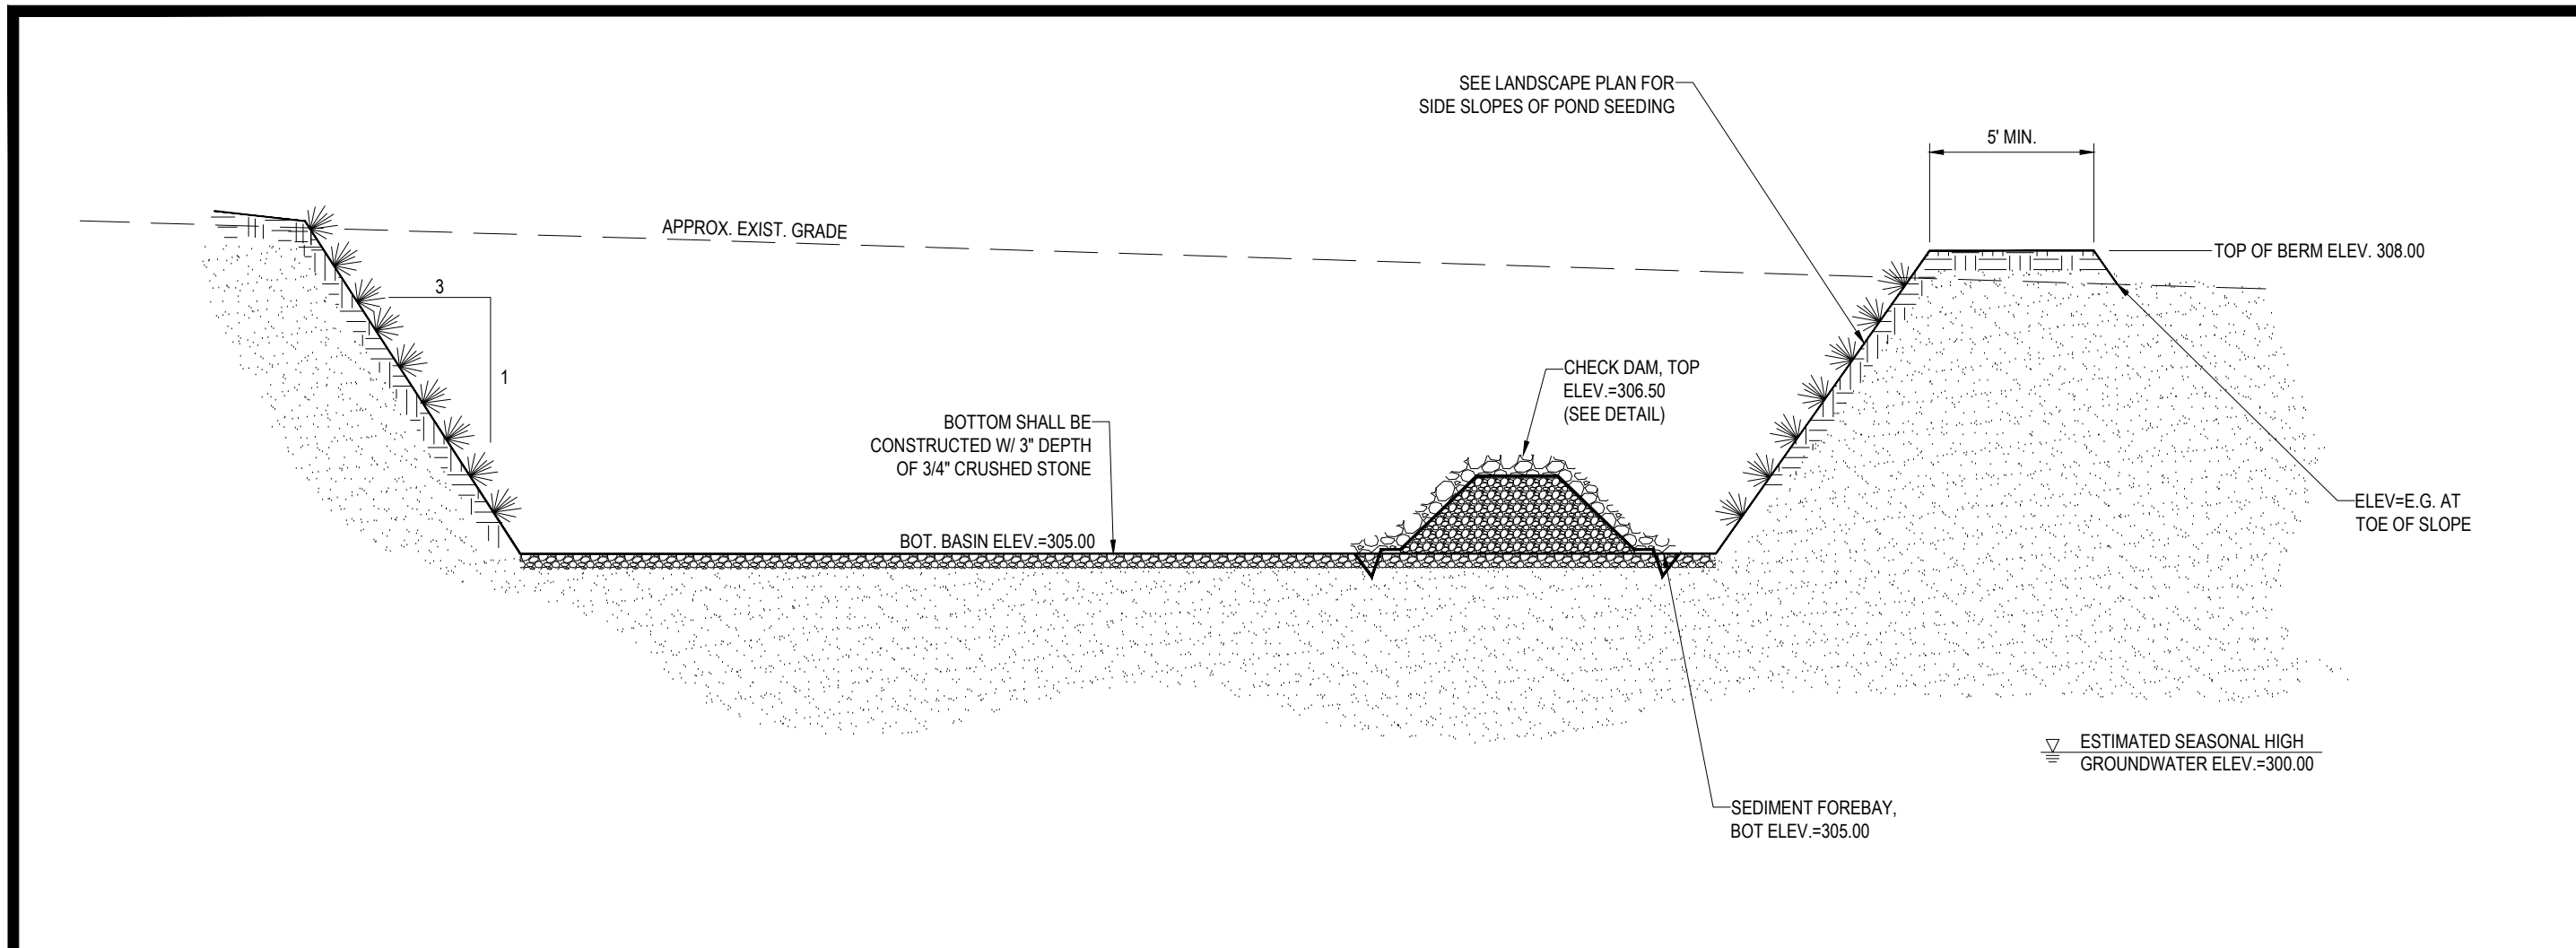 SEE LANDSCAPE PLAN FOR
SIDE SLOPES OF POND SEEDING
5' MIN.
APPROX. EXIST. GRADE
TOP OF BERM ELEV. 308.00
3
1
CHECK DAM, TOP
ELEV.=306.50
(SEE DETAIL)
BOTTOM SHALL BE
CONSTRUCTED W/ 3" DEPTH
OF 3/4" CRUSHED STONE
ELEV=E.G. AT
TOE OF SLOPE
BOT. BASIN ELEV.=305.00
ESTIMATED SEASONAL HIGH
GROUNDWATER ELEV.=300.00
SEDIMENT FOREBAY,
BOT ELEV.=305.00